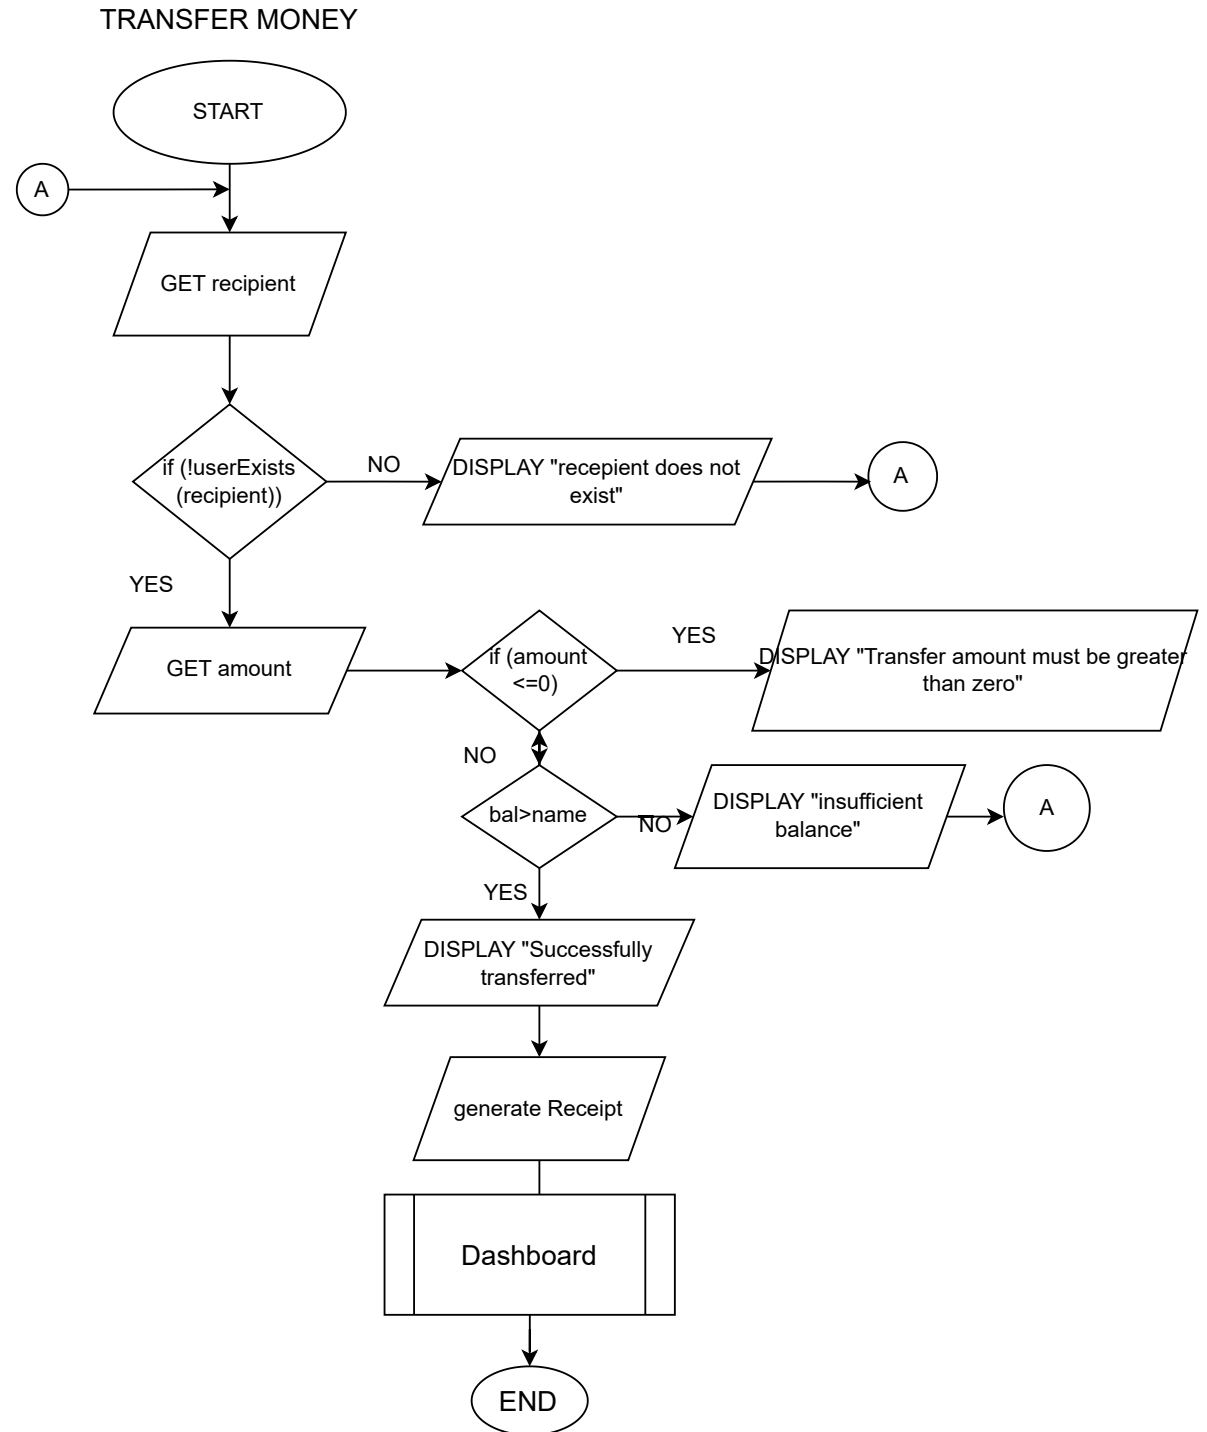 TRANSFER MONEY
START
A
GET recipient
if (!userExists
(recipient))
NO
DISPLAY "recepient does not
exist"
A
YES
GET amount
if (amount
<=0)
YES
DISPLAY "Transfer amount must be greater
than zero"
NO
bal>name
NO
DISPLAY "insufficient
balance"
A
YES
DISPLAY "Successfully
transferred"
generate Receipt
Dashboard
END